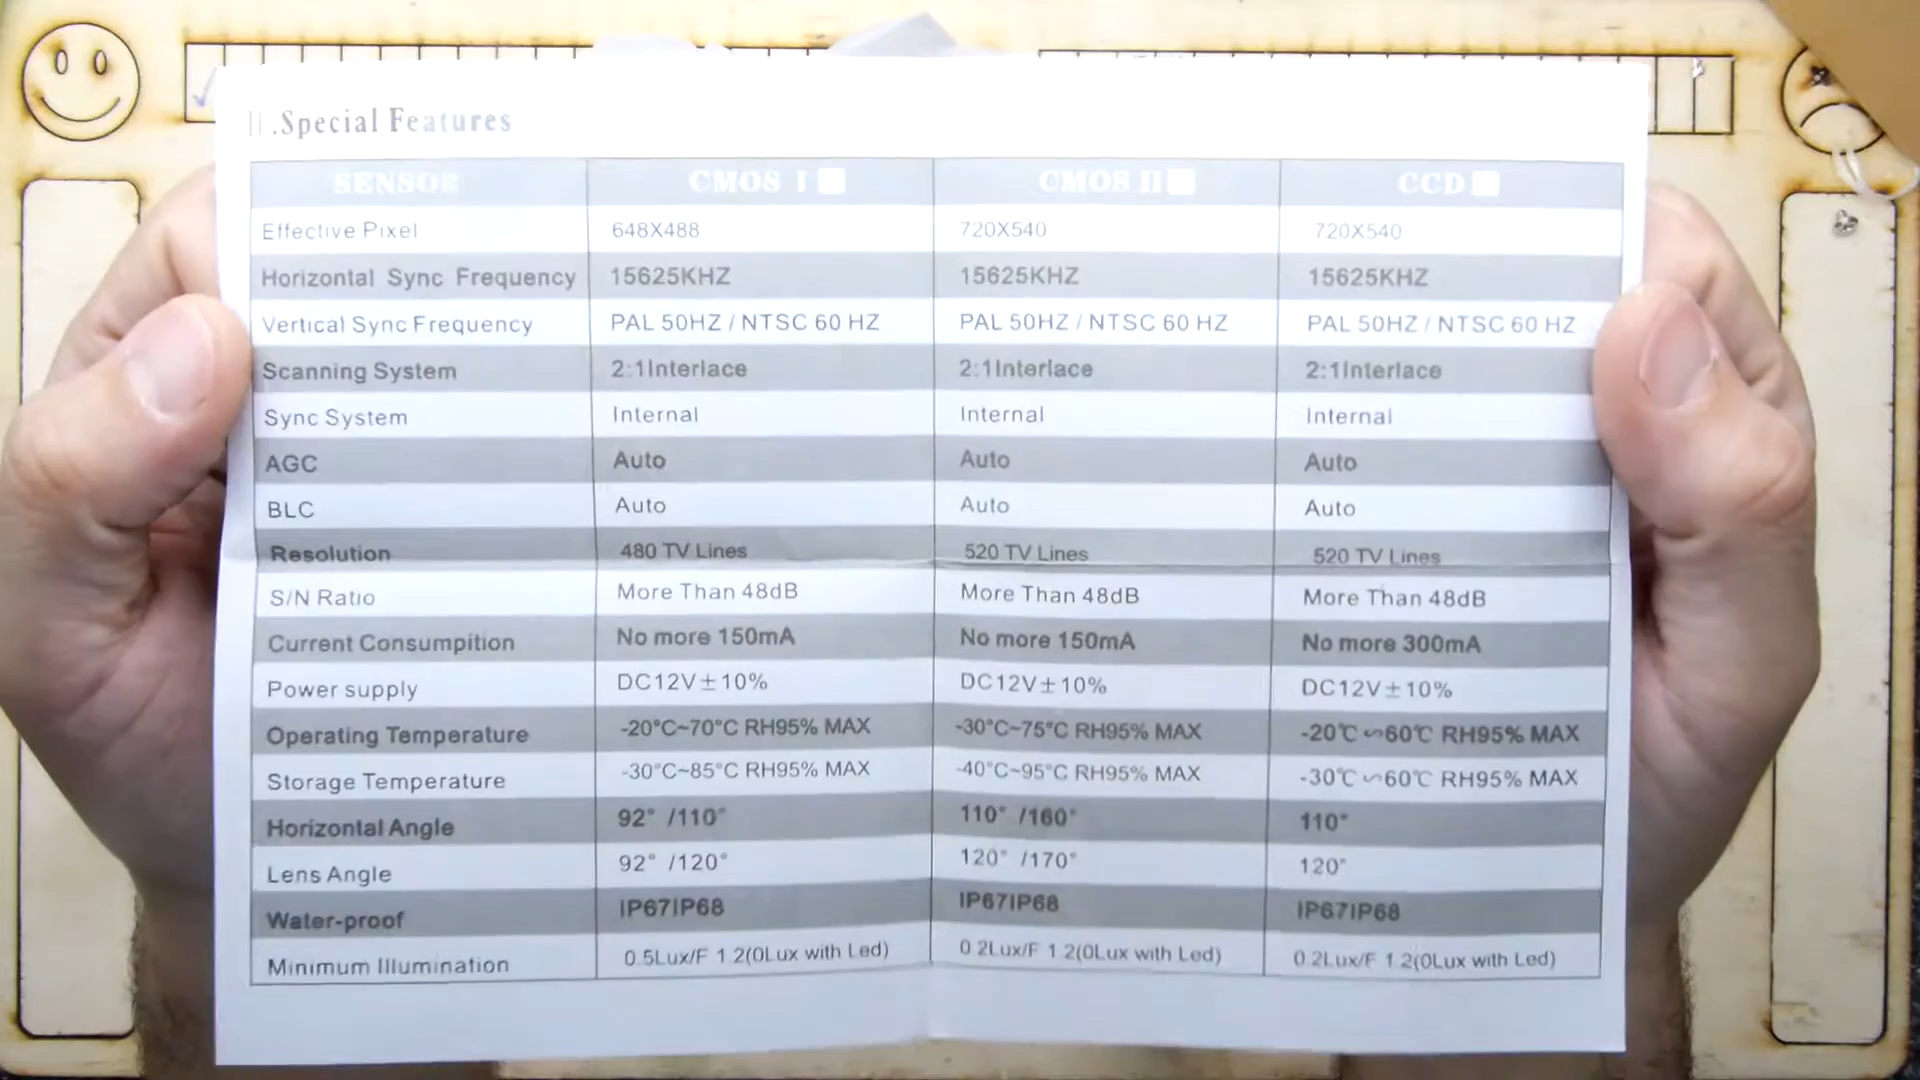 II.Special Features
SENSOR CMOS I CMOS II CCD
Effective Pixel 648X488 720X540 720X540
Horizontal Sync Frequency 15625KHZ 15625KHZ 15625KHZ
Vertical Sync Frequency PAL 50HZ / NTSC 60 HZ PAL 50HZ / NTSC 60 HZ PAL 50HZ / NTSC 60 HZ
Scanning System 2:1Interlace 2:1Interlace 2:1Interlace
Sync System Internal Internal Internal
AGC Auto Auto Auto
BLC Auto Auto Auto
Resolution 480 TV Lines 520 TV Lines 520 TV Lines
S/N Ratio More Than 48dB More Than 48dB More Than 48dB
Current Consumpition No more 150mA No more 150mA No more 300mA
Power supply DC12V±10% DC12V±10% DC12V±10%
Operating Temperature -20°C~70°C RH95% MAX -30°C~75°C RH95% MAX -20℃∽60℃ RH95% MAX
Storage Temperature -30°C~85°C RH95% MAX -40°C~95°C RH95% MAX -30℃∽60℃ RH95% MAX
Horizontal Angle 92° /110° 110° /160° 110°
Lens Angle 92° /120° 120° /170° 120°
Water-proof IP67IP68 IP67IP68 IP67IP68
Minimum Illumination 0.5Lux/F 1.2(0Lux with Led) 0.2Lux/F 1.2(0Lux with Led) 0.2Lux/F 1.2(0Lux with Led)